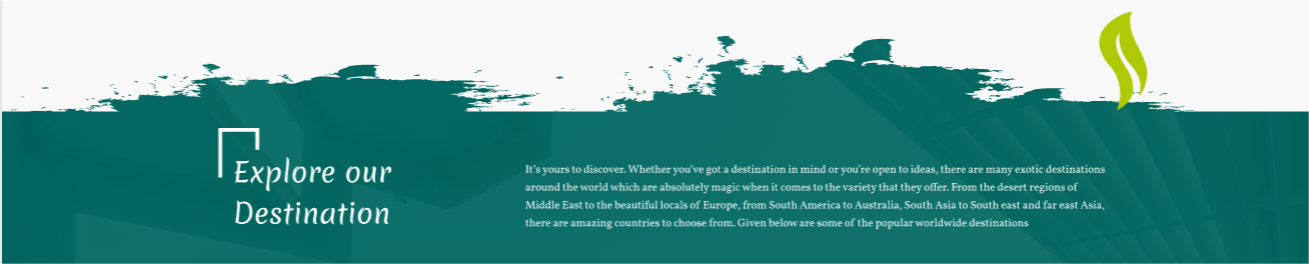 Explore our
Destination
It's yours to discover. Whether you've got a destination in mind or you're open to ideas, there are many exotic destinations
around the world which are absolutely magic when it comes to the variety that they offer. From the desert regions of
Middle East to the beautiful locals of Europe, from South America to Australia, South Asia to South east and far east Asia,
there are amazing countries to choose from. Given below are some of the popular worldwide destinations